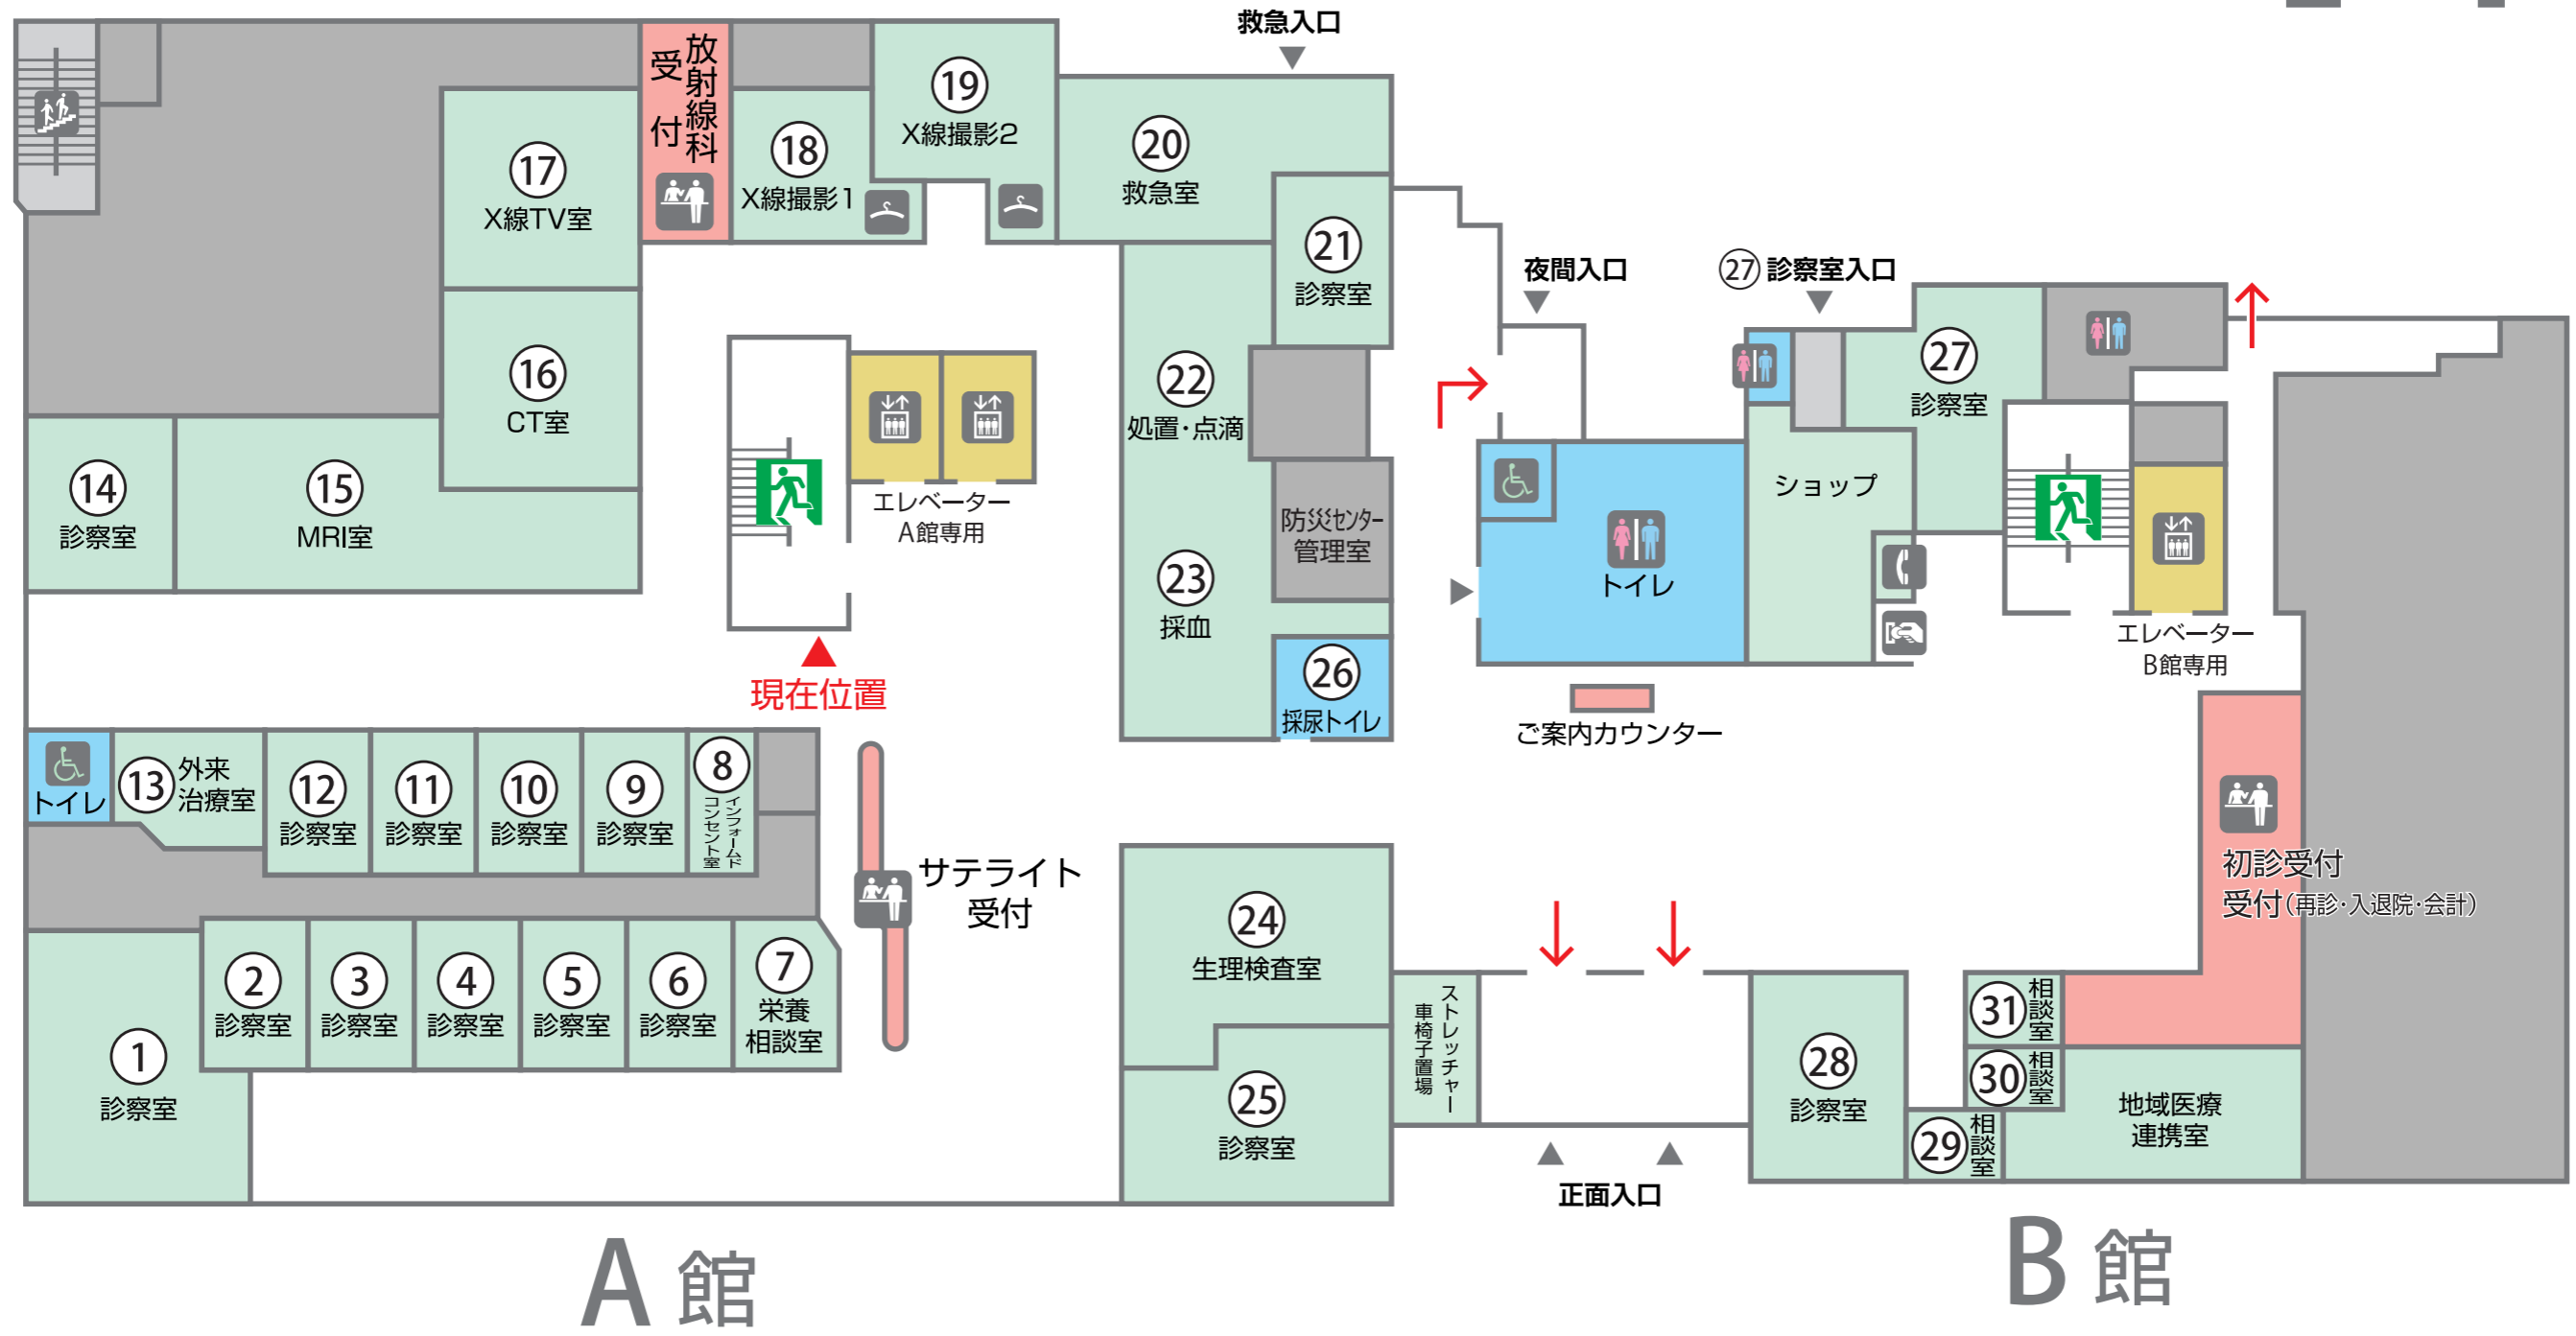 救急入口
放射線科
受付
⑲
X線撮影2
⑱
X線撮影1
⑰
X線TV室
⑳
救急室
㉑
診察室
夜間入口
㉗診察室入口
⑯
CT室
㉒
処置・点滴
㉗
診察室
⑭
診察室
⑮
MRI室
エレベーター
A館専用
防災センター
管理室
ショップ
㉓
採血
トイレ
エレベーター
B館専用
現在位置
㉖
採尿トイレ
ご案内カウンター
トイレ
⑬
外来
治療室
⑫
診察室
⑪
診察室
⑩
診察室
⑨
診察室
⑧
インフォームド
コンセント室
サテライト
受付
初診受付
受付(再診・入退院・会計)
①
診察室
②
診察室
③
診察室
④
診察室
⑤
診察室
⑥
診察室
⑦
栄養
相談室
㉔
生理検査室
㉕
診察室
ストレッチャー
車椅子置場
㉘
診察室
㉛
相談室
㉚
相談室
㉙
相談室
地域医療
連携室
正面入口
A館
B館